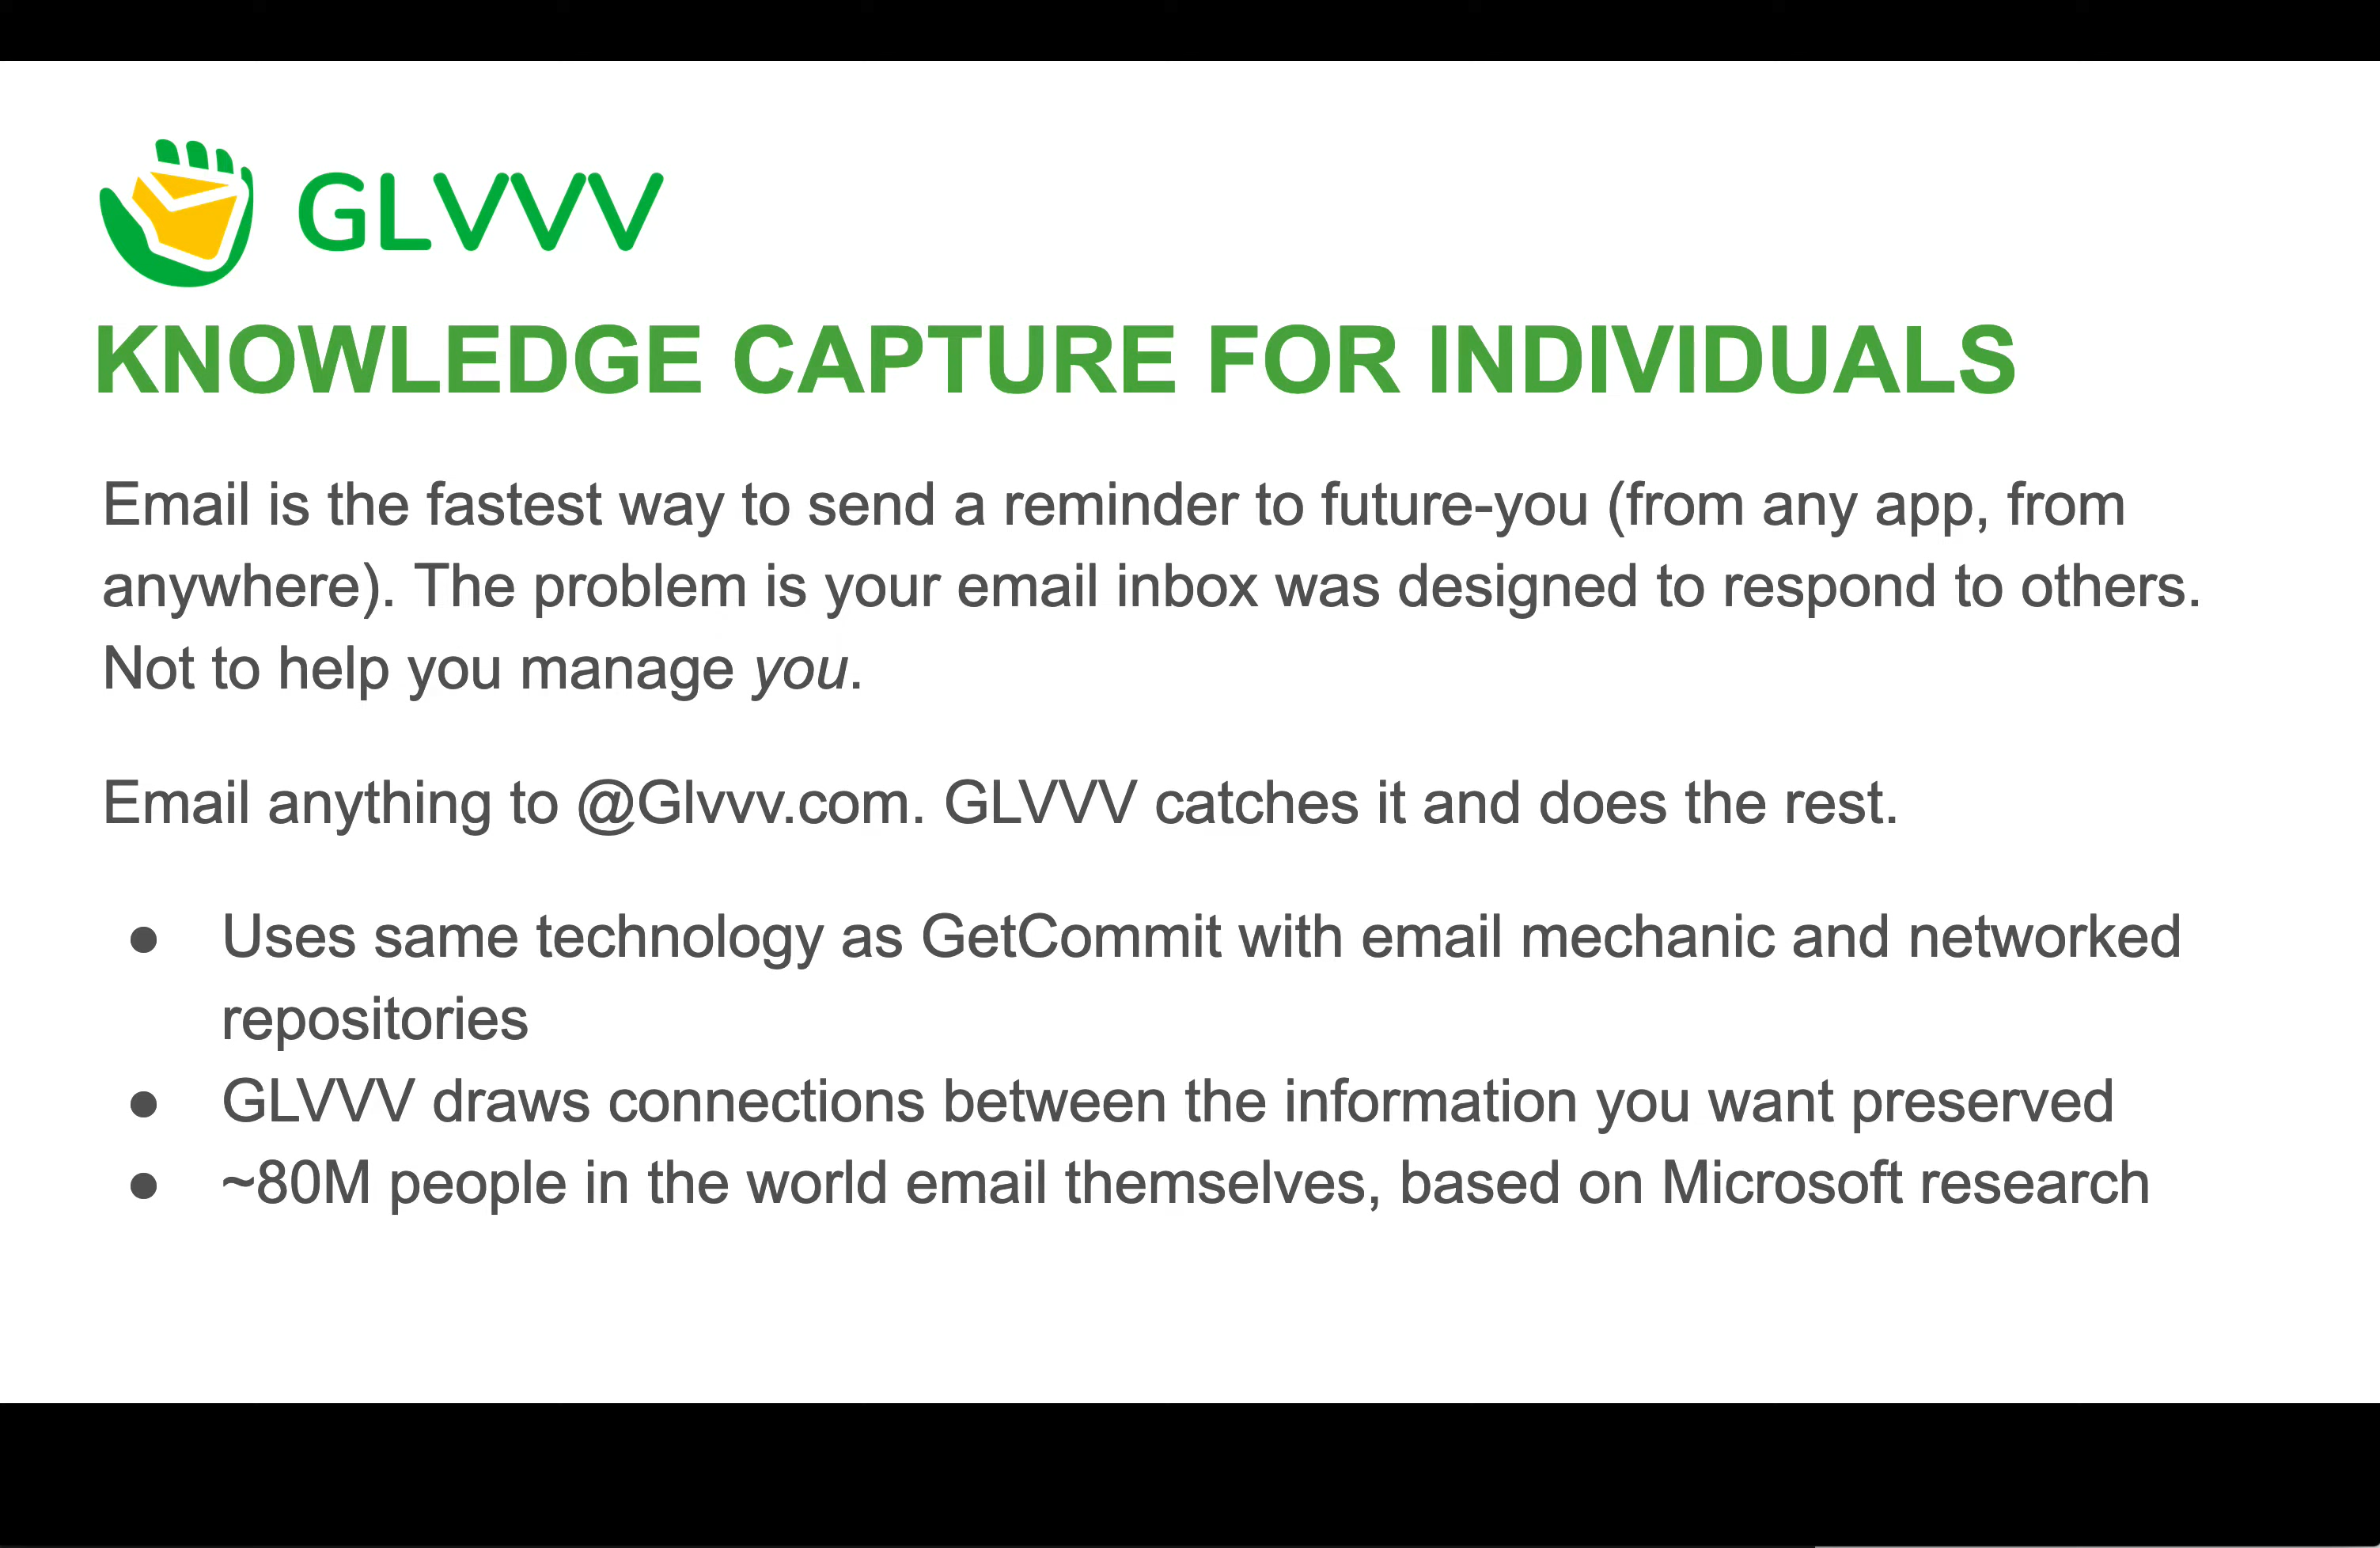 GLVVV
KNOWLEDGE CAPTURE FOR INDIVIDUALS
Email is the fastest way to send a reminder to future-you (from any app, from
anywhere). The problem is your email inbox was designed to respond to others.
Not to help you manage you.
Email anything to @Glvvv.com. GLVVV catches it and does the rest.
● Uses same technology as GetCommit with email mechanic and networked
repositories
● GLVVV draws connections between the information you want preserved
● ~80M people in the world email themselves, based on Microsoft research